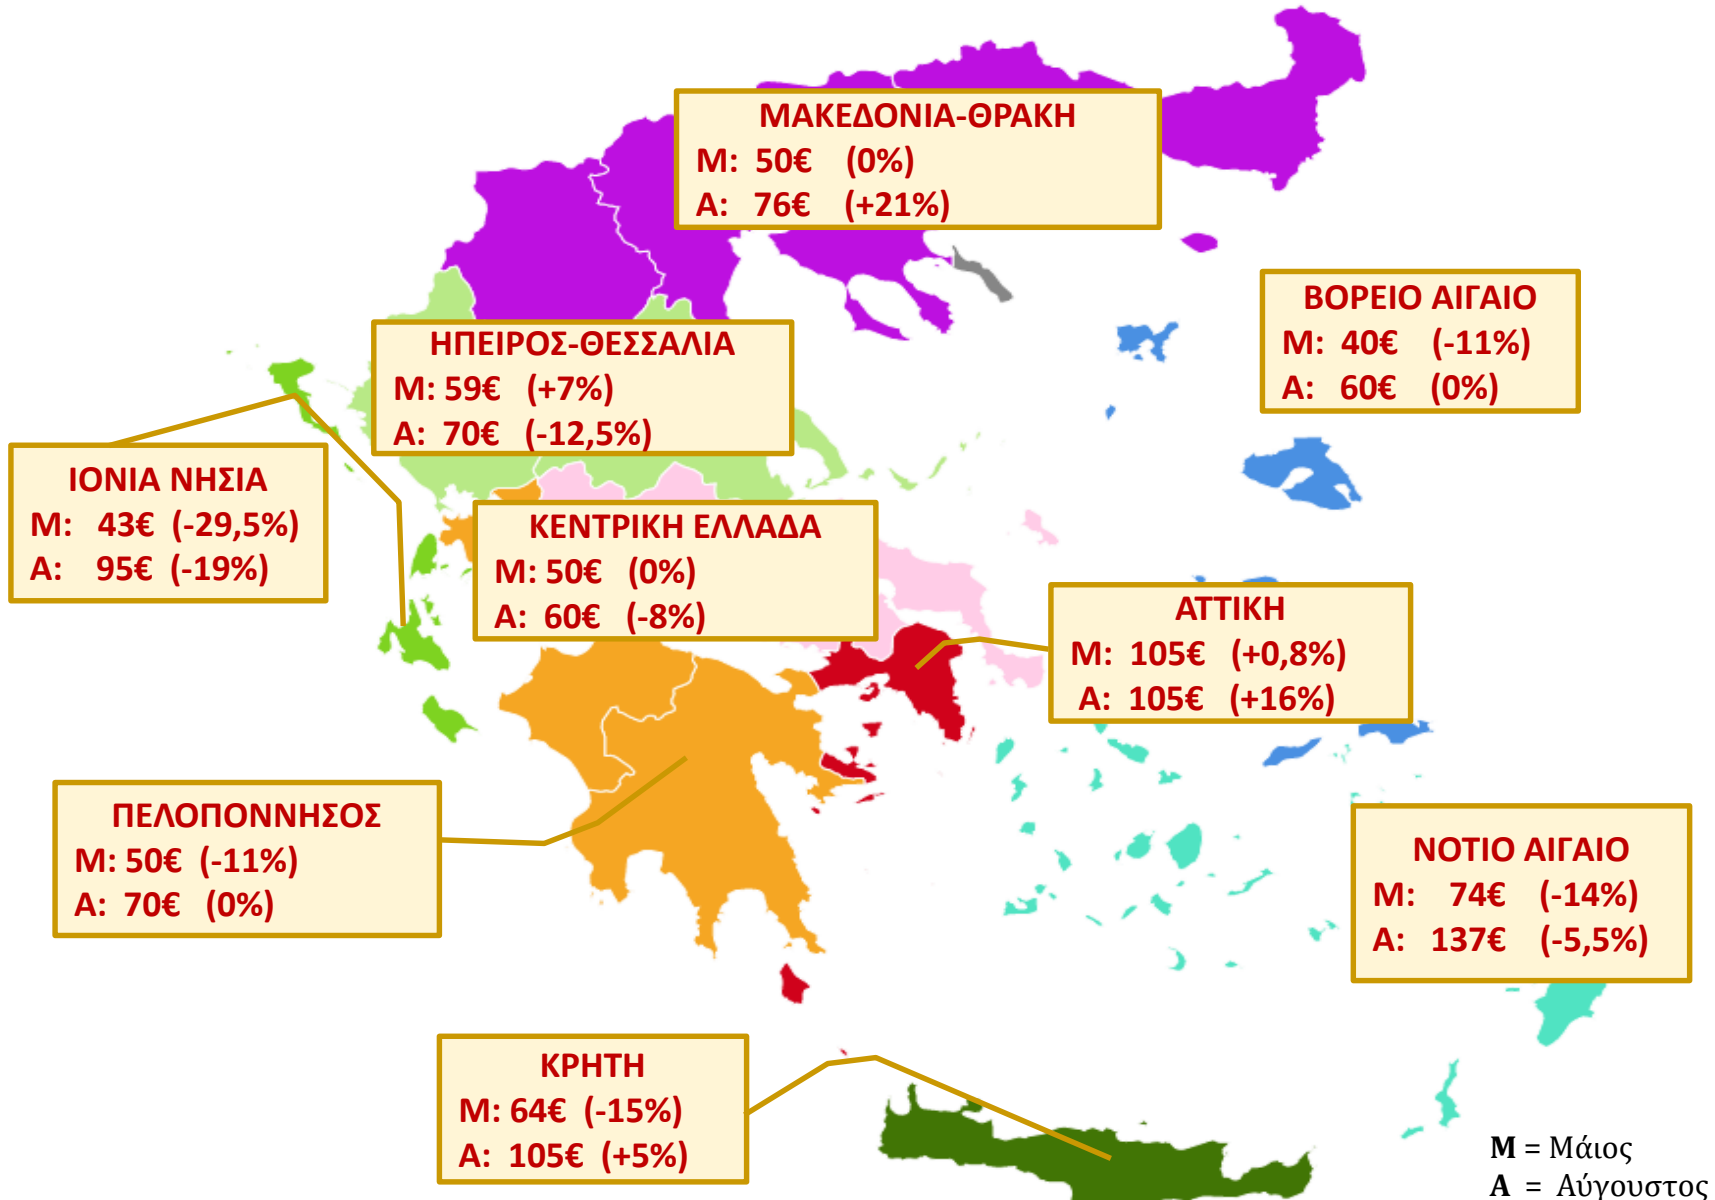 ΜΑΚΕΔΟΝΙΑ-ΘΡΑΚΗ
Μ: 50€ (0%)
Α: 76€ (+21%)
ΒΟΡΕΙΟ ΑΙΓΑΙΟ
Μ: 40€ (-11%)
Α: 60€ (0%)
ΗΠΕΙΡΟΣ-ΘΕΣΣΑΛΙΑ
Μ: 59€ (+7%)
Α: 70€ (-12,5%)
ΙΟΝΙΑ ΝΗΣΙΑ
Μ: 43€ (-29,5%)
Α: 95€ (-19%)
ΚΕΝΤΡΙΚΗ ΕΛΛΑΔΑ
Μ: 50€ (0%)
Α: 60€ (-8%)
ΑΤΤΙΚΗ
Μ: 105€ (+0,8%)
Α: 105€ (+16%)
ΠΕΛΟΠΟΝΝΗΣΟΣ
Μ: 50€ (-11%)
Α: 70€ (0%)
ΝΟΤΙΟ ΑΙΓΑΙΟ
Μ: 74€ (-14%)
Α: 137€ (-5,5%)
ΚΡΗΤΗ
Μ: 64€ (-15%)
Α: 105€ (+5%)
Μ = Μάιος
Α = Αύγουστος